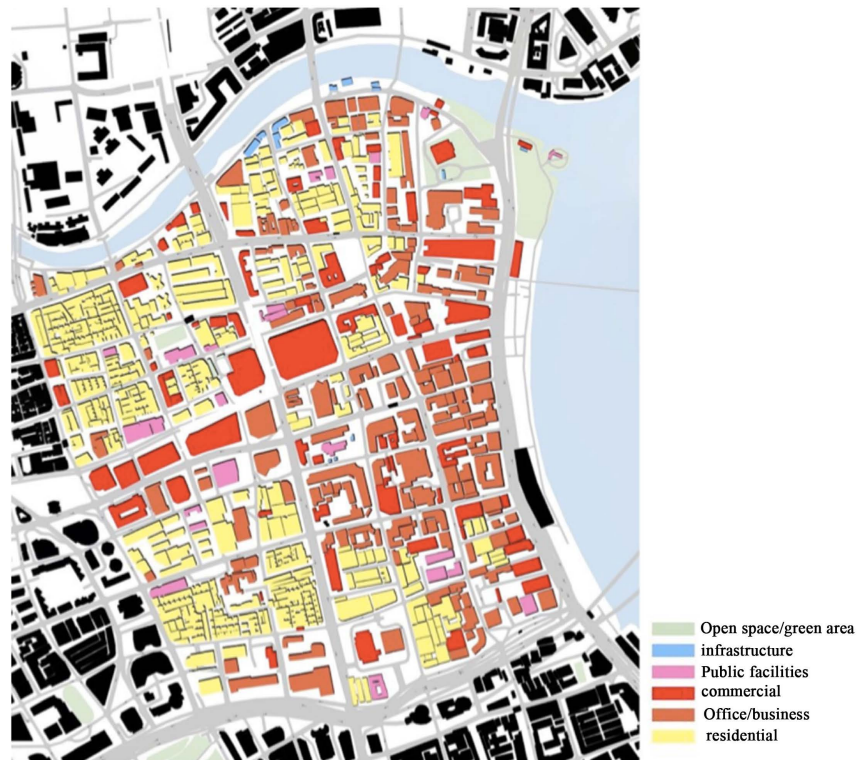 Open space/green area
infrastructure
Public facilities
commercial
Office/business
residential